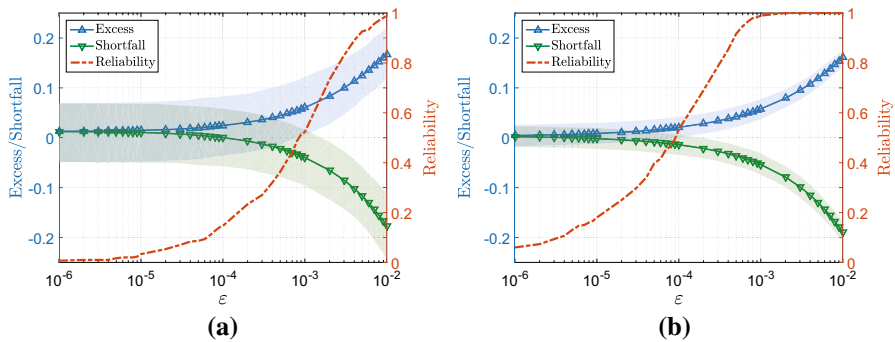 0.2
0.1
0
-0.1
-0.2
Excess/Shortfall
Excess
Shortfall
Reliability
1
0.8
0.6
0.4
0.2
0
Reliability
10-6
10-5
10-4
10-3
10-2
ε
(a)
0.2
0.1
0
-0.1
-0.2
Excess/Shortfall
Excess
Shortfall
Reliability
1
0.8
0.6
0.4
0.2
0
Reliability
10-6
10-5
10-4
10-3
10-2
ε
(b)